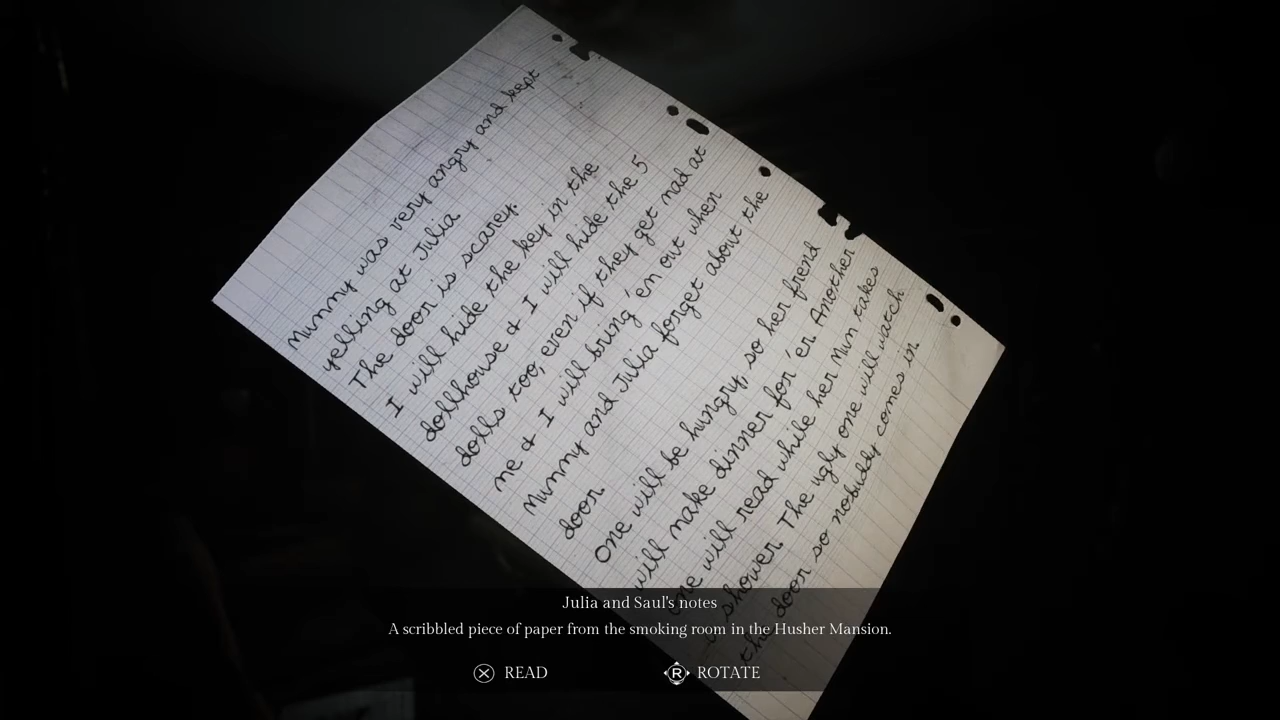 Mummy was very angry and kept
yelling at Julia.
The door is scarey.
I will hide the key in the
dollhouse & I will hide the 5
dolls too, even if they get mad at
me & I will bring 'em out when
Mummy and Julia forget about the
door.
One will be hungry, so her frend
will make dinner for 'er. Another
one will read while her Mum takes
a shower. The ugly one will watch
the door so nobuddy comes in.
Julia and Saul's notes
A scribbled piece of paper from the smoking room in the Husher Mansion.
READ
R ROTATE